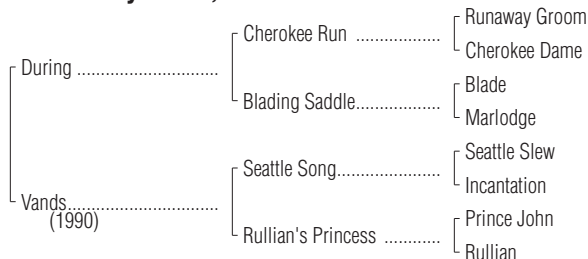 Runaway Groom
Cherokee Run ..................
Cherokee Dame
During ..............................
Blade
Blading Saddle..................
Marlodge
Seattle Slew
Seattle Song......................
Incantation
Vands................................
(1990)
Prince John
Rullian's Princess ............
Rullian